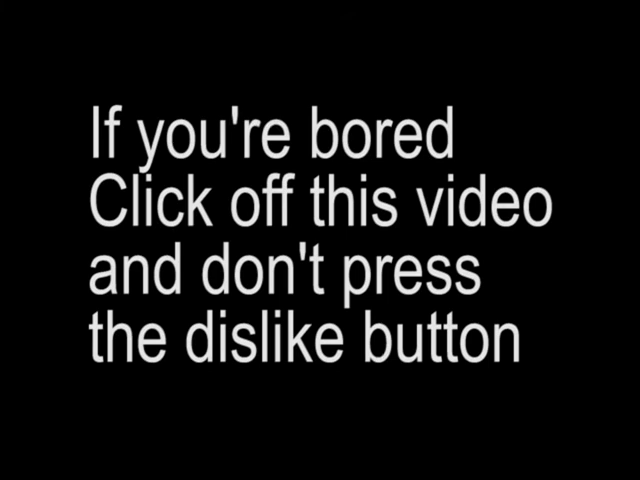 If you're bored
Click off this video
and don't press
the dislike button